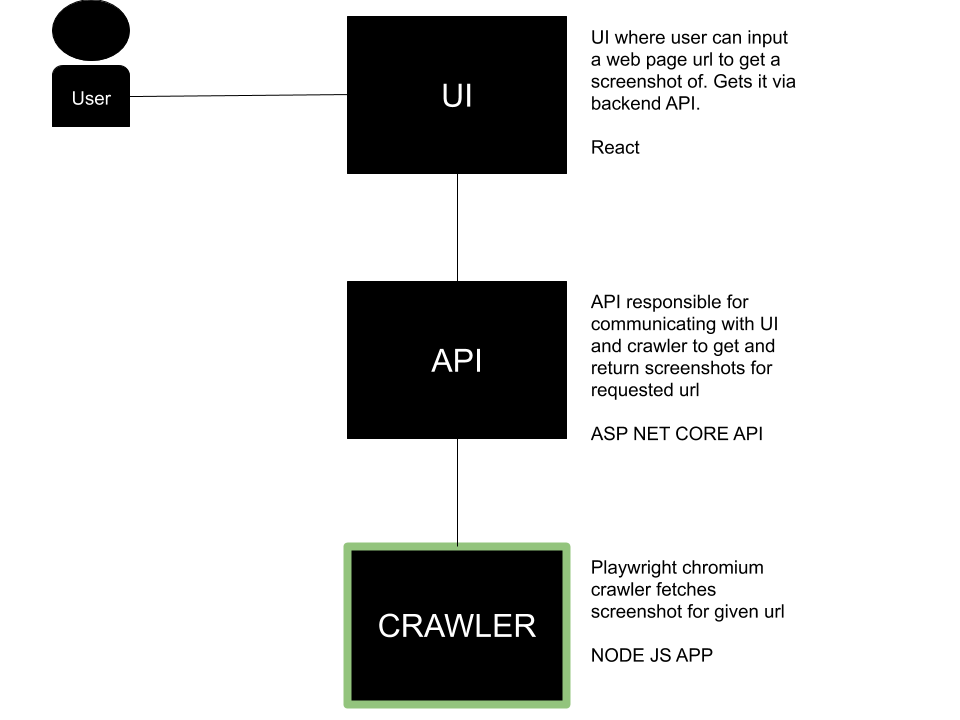 User
UI
UI where user can input
a web page url to get a
screenshot of. Gets it via
backend API.
React
API
API responsible for
communicating with UI
and crawler to get and
return screenshots for
requested url
ASP NET CORE API
CRAWLER
Playwright chromium
crawler fetches
screenshot for given url
NODE JS APP